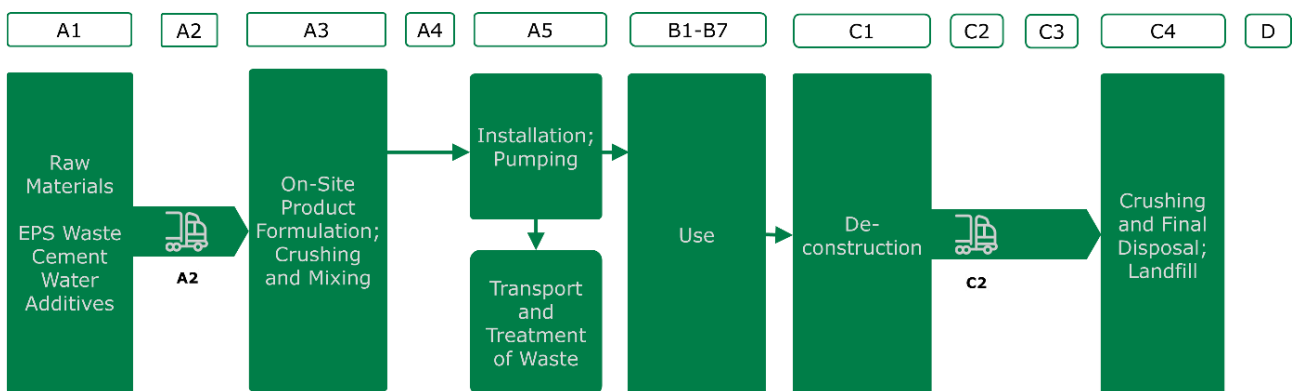 A1
A2
A3
A4
A5
B1-B7
C1
C2
C3
C4
D
Raw
Materials
EPS Waste
Cement
Water
Additives
A2
On-Site
Product
Formulation;
Crushing
and Mixing
Installation;
Pumping
Transport
and
Treatment
of Waste
Use
De-
construction
C2
Crushing
and Final
Disposal;
Landfill